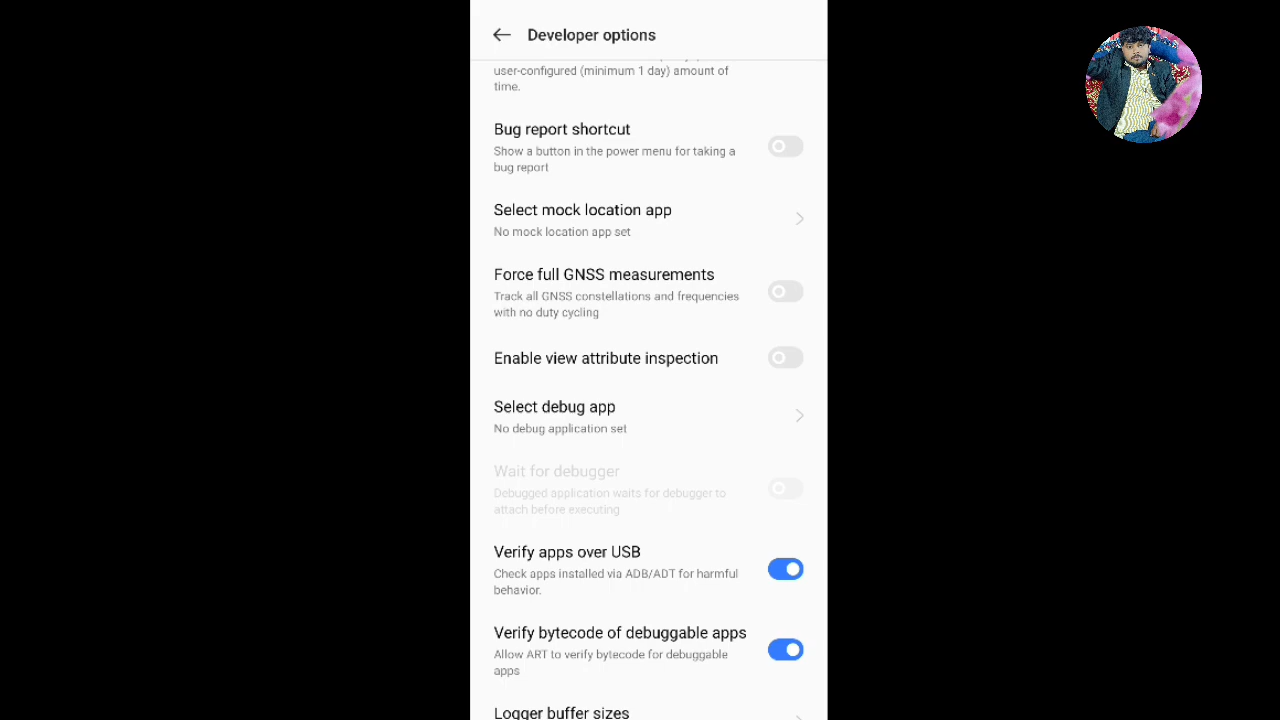 Developer options
user-configured (minimum 1 day) amount of
time.
Bug report shortcut
Show a button in the power menu for taking a
bug report
Select mock location app
No mock location app set
Force full GNSS measurements
Track all GNSS constellations and frequencies
with no duty cycling
Enable view attribute inspection
Select debug app
No debug application set
Wait for debugger
Debugged application waits for debugger to
attach before executing
Verify apps over USB
Check apps installed via ADB/ADT for harmful
behavior.
Verify bytecode of debuggable apps
Allow ART to verify bytecode for debuggable
apps
Logger buffer sizes